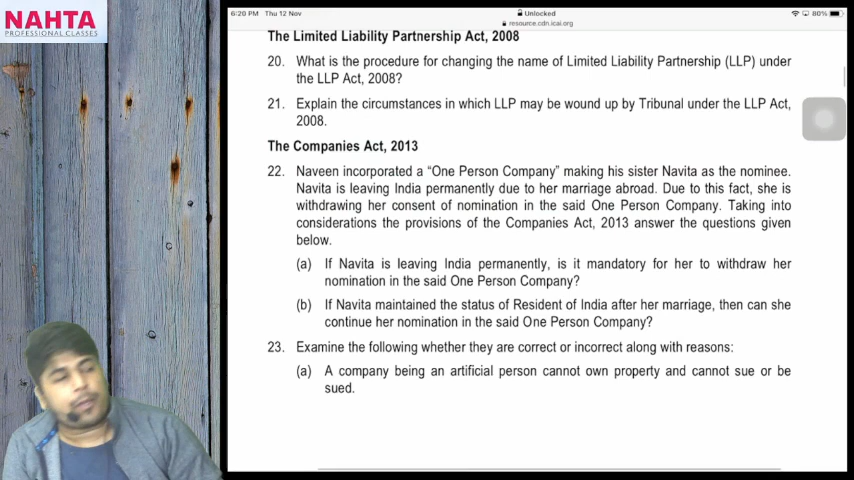 NAHTA
PROFESSIONAL CLASSES
6:20 PM Thu 12 Nov
Unlocked
resource.cdn.icai.org
80%
The Limited Liability Partnership Act, 2008
20. What is the procedure for changing the name of Limited Liability Partnership (LLP) under
the LLP Act, 2008?
21. Explain the circumstances in which LLP may be wound up by Tribunal under the LLP Act,
2008.
The Companies Act, 2013
22. Naveen incorporated a “One Person Company” making his sister Navita as the nominee.
Navita is leaving India permanently due to her marriage abroad. Due to this fact, she is
withdrawing her consent of nomination in the said One Person Company. Taking into
considerations the provisions of the Companies Act, 2013 answer the questions given
below.
(a) If Navita is leaving India permanently, is it mandatory for her to withdraw her
nomination in the said One Person Company?
(b) If Navita maintained the status of Resident of India after her marriage, then can she
continue her nomination in the said One Person Company?
23. Examine the following whether they are correct or incorrect along with reasons:
(a) A company being an artificial person cannot own property and cannot sue or be
sued.